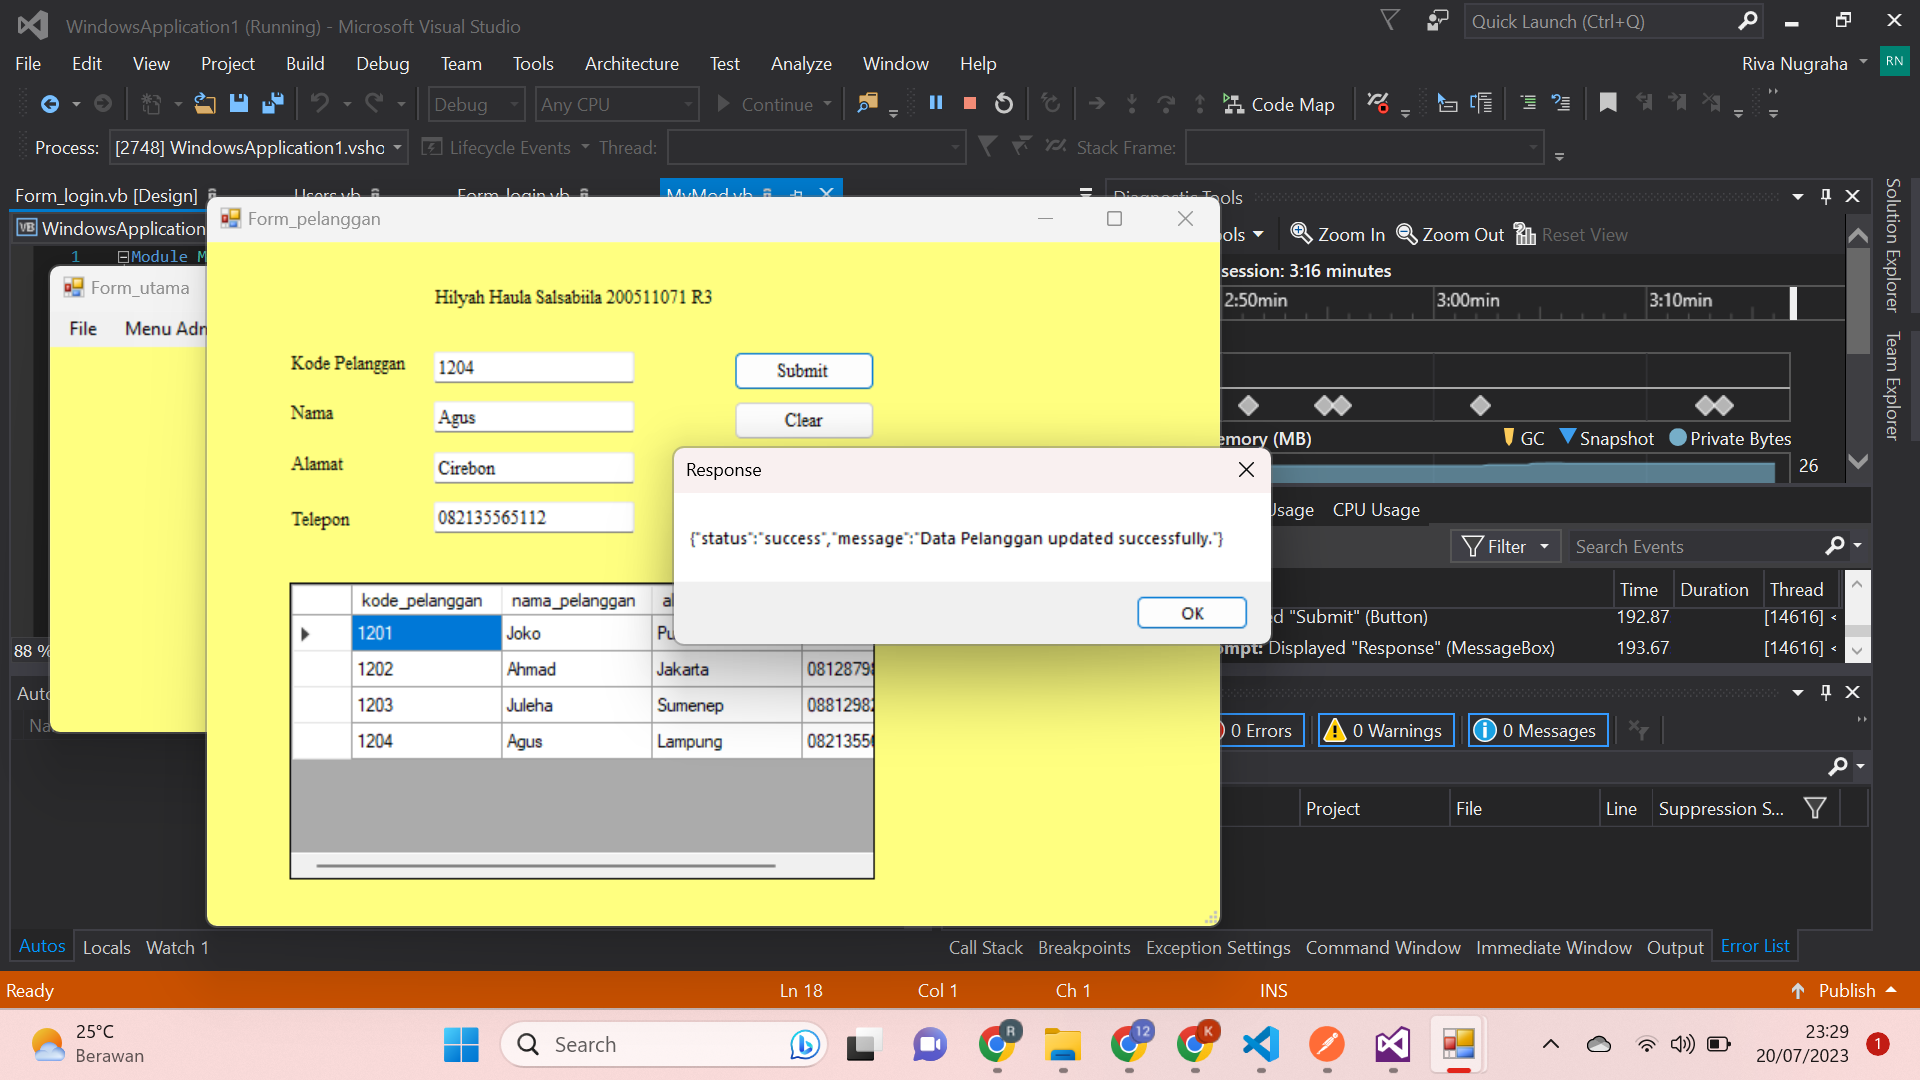 WindowsApplication1 (Running) - Microsoft Visual Studio
Quick Launch (Ctrl+Q)
File Edit View Project Build Debug Team Tools Architecture Test Analyze Window Help
Riva Nugraha RN
Debug Any CPU Continue Code Map
Process: [2748] WindowsApplication1.vsho Lifecycle Events Thread: Stack Frame:
Form_login.vb [Design] Users.vb Form_login.vb MyMod.vb
Diagnostic Tools
Solution Explorer
Team Explorer
WindowsApplication
1 Module M
Form_utama
File Menu Adn
88 %
Form_pelanggan
Hilyah Haula Salsabiila 200511071 R3
Kode Pelanggan 1204 Submit
Nama Agus Clear
Alamat Cirebon
Telepon 082135565112
kode_pelanggan nama_pelanggan al
1201 Joko Pu
1202 Ahmad Jakarta 08128798
1203 Juleha Sumenep 08812982
1204 Agus Lampung 08213556
Response
{"status":"success","message":"Data Pelanggan updated successfully."}
OK
ools Zoom In Zoom Out Reset View
session: 3:16 minutes
2:50min 3:00min 3:10min
emory (MB) GC Snapshot Private Bytes
26
Usage CPU Usage
Filter Search Events
Time Duration Thread
d "Submit" (Button) 192.87 [14616] <
ompt: Displayed "Response" (MessageBox) 193.67 [14616] <
Auto
Na
0 Errors 0 Warnings 0 Messages
Project File Line Suppression S...
Autos Locals Watch 1
Call Stack Breakpoints Exception Settings Command Window Immediate Window Output Error List
Ready Ln 18 Col 1 Ch 1 INS Publish
25°C
Berawan
Search
R 12 K
23:29
20/07/2023
1